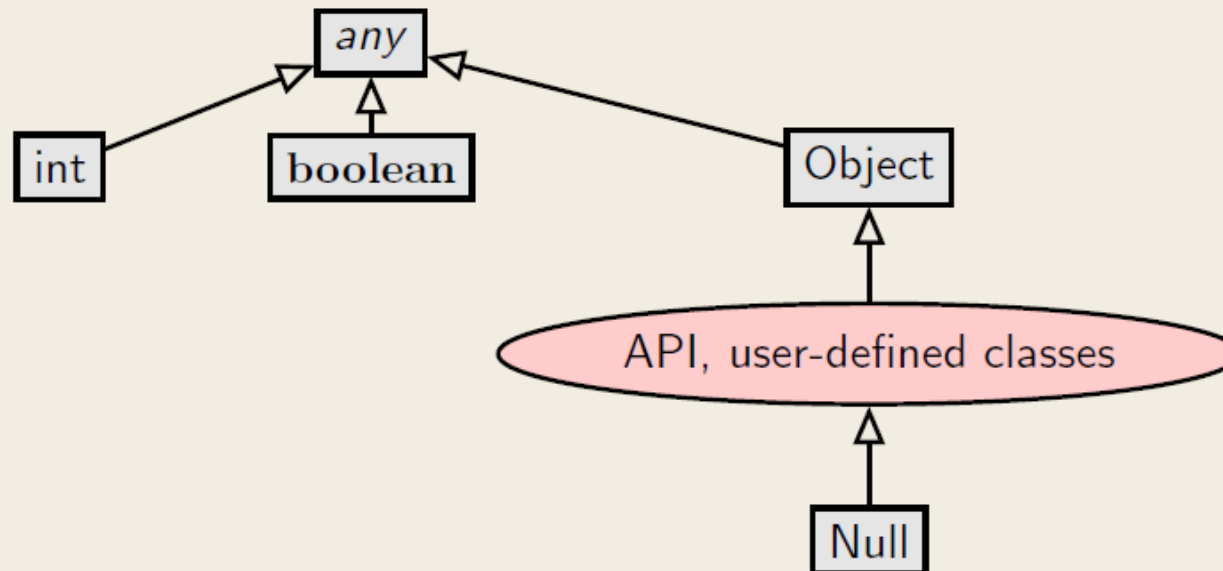 any
int
boolean
Object
API, user-defined classes
Null